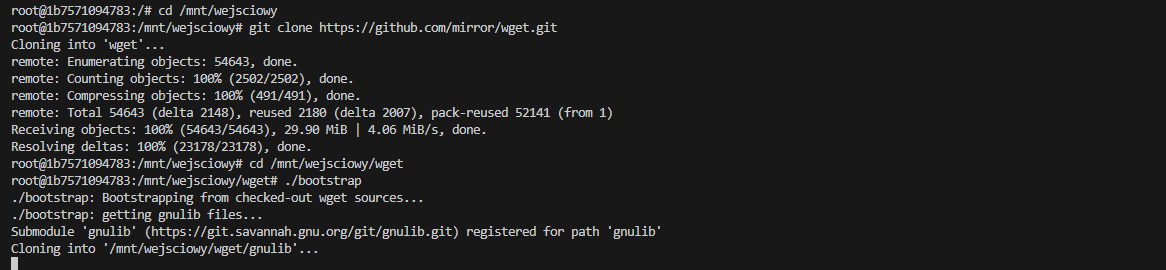 root@1b7571094783:/# cd /mnt/wejsciowy
root@1b7571094783:/mnt/wejsciowy# git clone https://github.com/mirror/wget.git
Cloning into 'wget'...
remote: Enumerating objects: 54643, done.
remote: Counting objects: 100% (2502/2502), done.
remote: Compressing objects: 100% (491/491), done.
remote: Total 54643 (delta 2148), reused 2180 (delta 2007), pack-reused 52141 (from 1)
Receiving objects: 100% (54643/54643), 29.90 MiB | 4.06 MiB/s, done.
Resolving deltas: 100% (23178/23178), done.
root@1b7571094783:/mnt/wejsciowy# cd /mnt/wejsciowy/wget
root@1b7571094783:/mnt/wejsciowy/wget# ./bootstrap
./bootstrap: Bootstrapping from checked-out wget sources...
./bootstrap: getting gnulib files...
Submodule 'gnulib' (https://git.savannah.gnu.org/git/gnulib.git) registered for path 'gnulib'
Cloning into '/mnt/wejsciowy/wget/gnulib'...